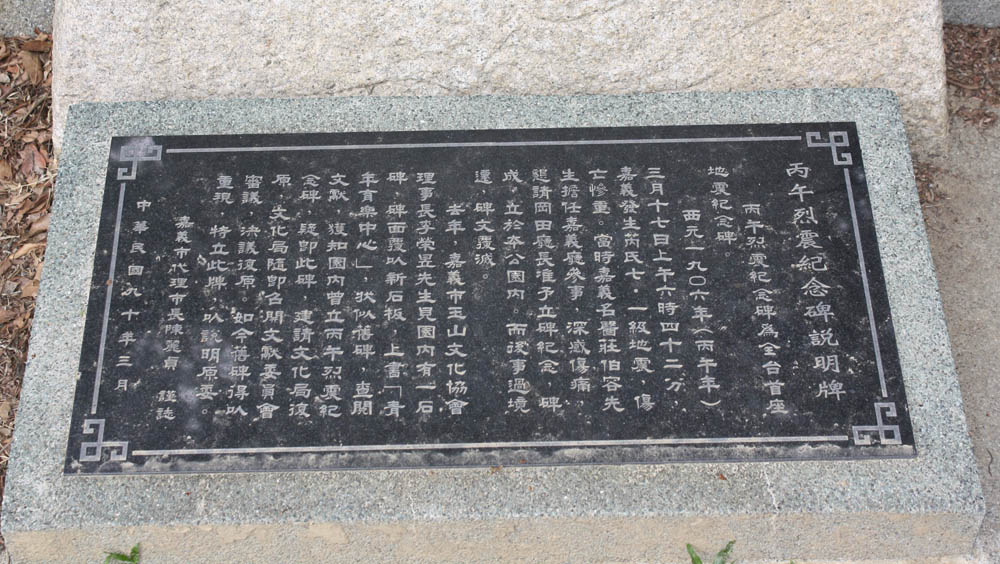 丙午烈震紀念碑說明牌
丙午烈震紀念碑為全台首座
地震紀念碑。
西元一九〇六年(丙午年)
三月十七日上午六時四十二分
嘉義發生芮氏七‧一級地震，傷
亡慘重。當時嘉義名醫莊伯容先
生擔任嘉義廳參事，深感傷痛
懇請岡田廳長准予立碑紀念，碑
成，立於本公園內。而後事過境
遷，碑文覆滅。
去年，嘉義市玉山文化協會
理事長李榮昱先生見園內有一石
碑，碑面覆以新石板，上書「青
年育樂中心」，狀似舊碑，查閱
文獻，獲知園內曾立丙午烈震紀
念碑，疑即此碑，建請文化局復
原，文化局隨即召開文獻委員會
審議，決議復原。如今舊碑得以
重現，特立此牌，以說明原委。
嘉義市代理市長陳麗貞 謹誌
中華民國九十年三月